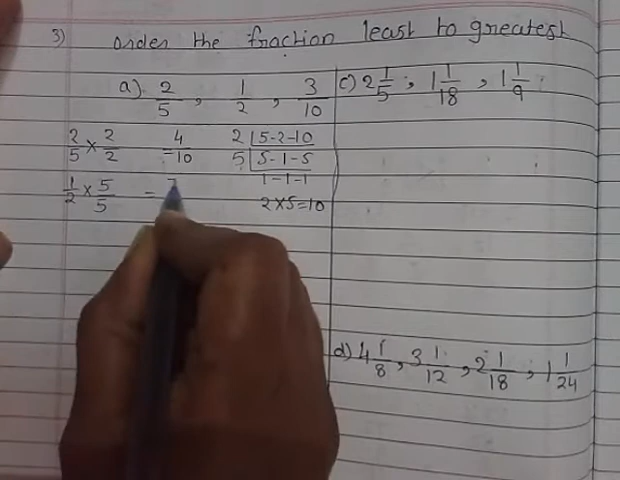 3) Order the fraction least to greatest
a) 2/5, 1/2, 3/10
2/5 × 2/2 = 4/10
1/2 × 5/5 =
2 | 5-2-10
5 | 5-1-5
1-1-1
2×5=10
c) 2 1/5, 1 1/18, 1 1/9
d) 4 1/8, 3 1/12, 2 1/18, 1 1/24